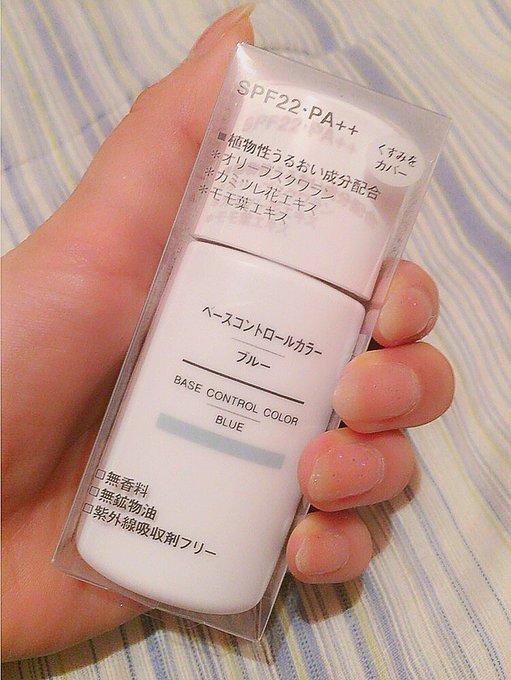 SPF22・PA++
くすみを
カバー
■植物性うるおい成分配合
＊オリーブスクワラン
＊カミツレ花エキス
＊モモ葉エキス
ベースコントロールカラー
ブルー
BASE CONTROL COLOR
BLUE
□無香料
□無鉱物油
□紫外線吸収剤フリー